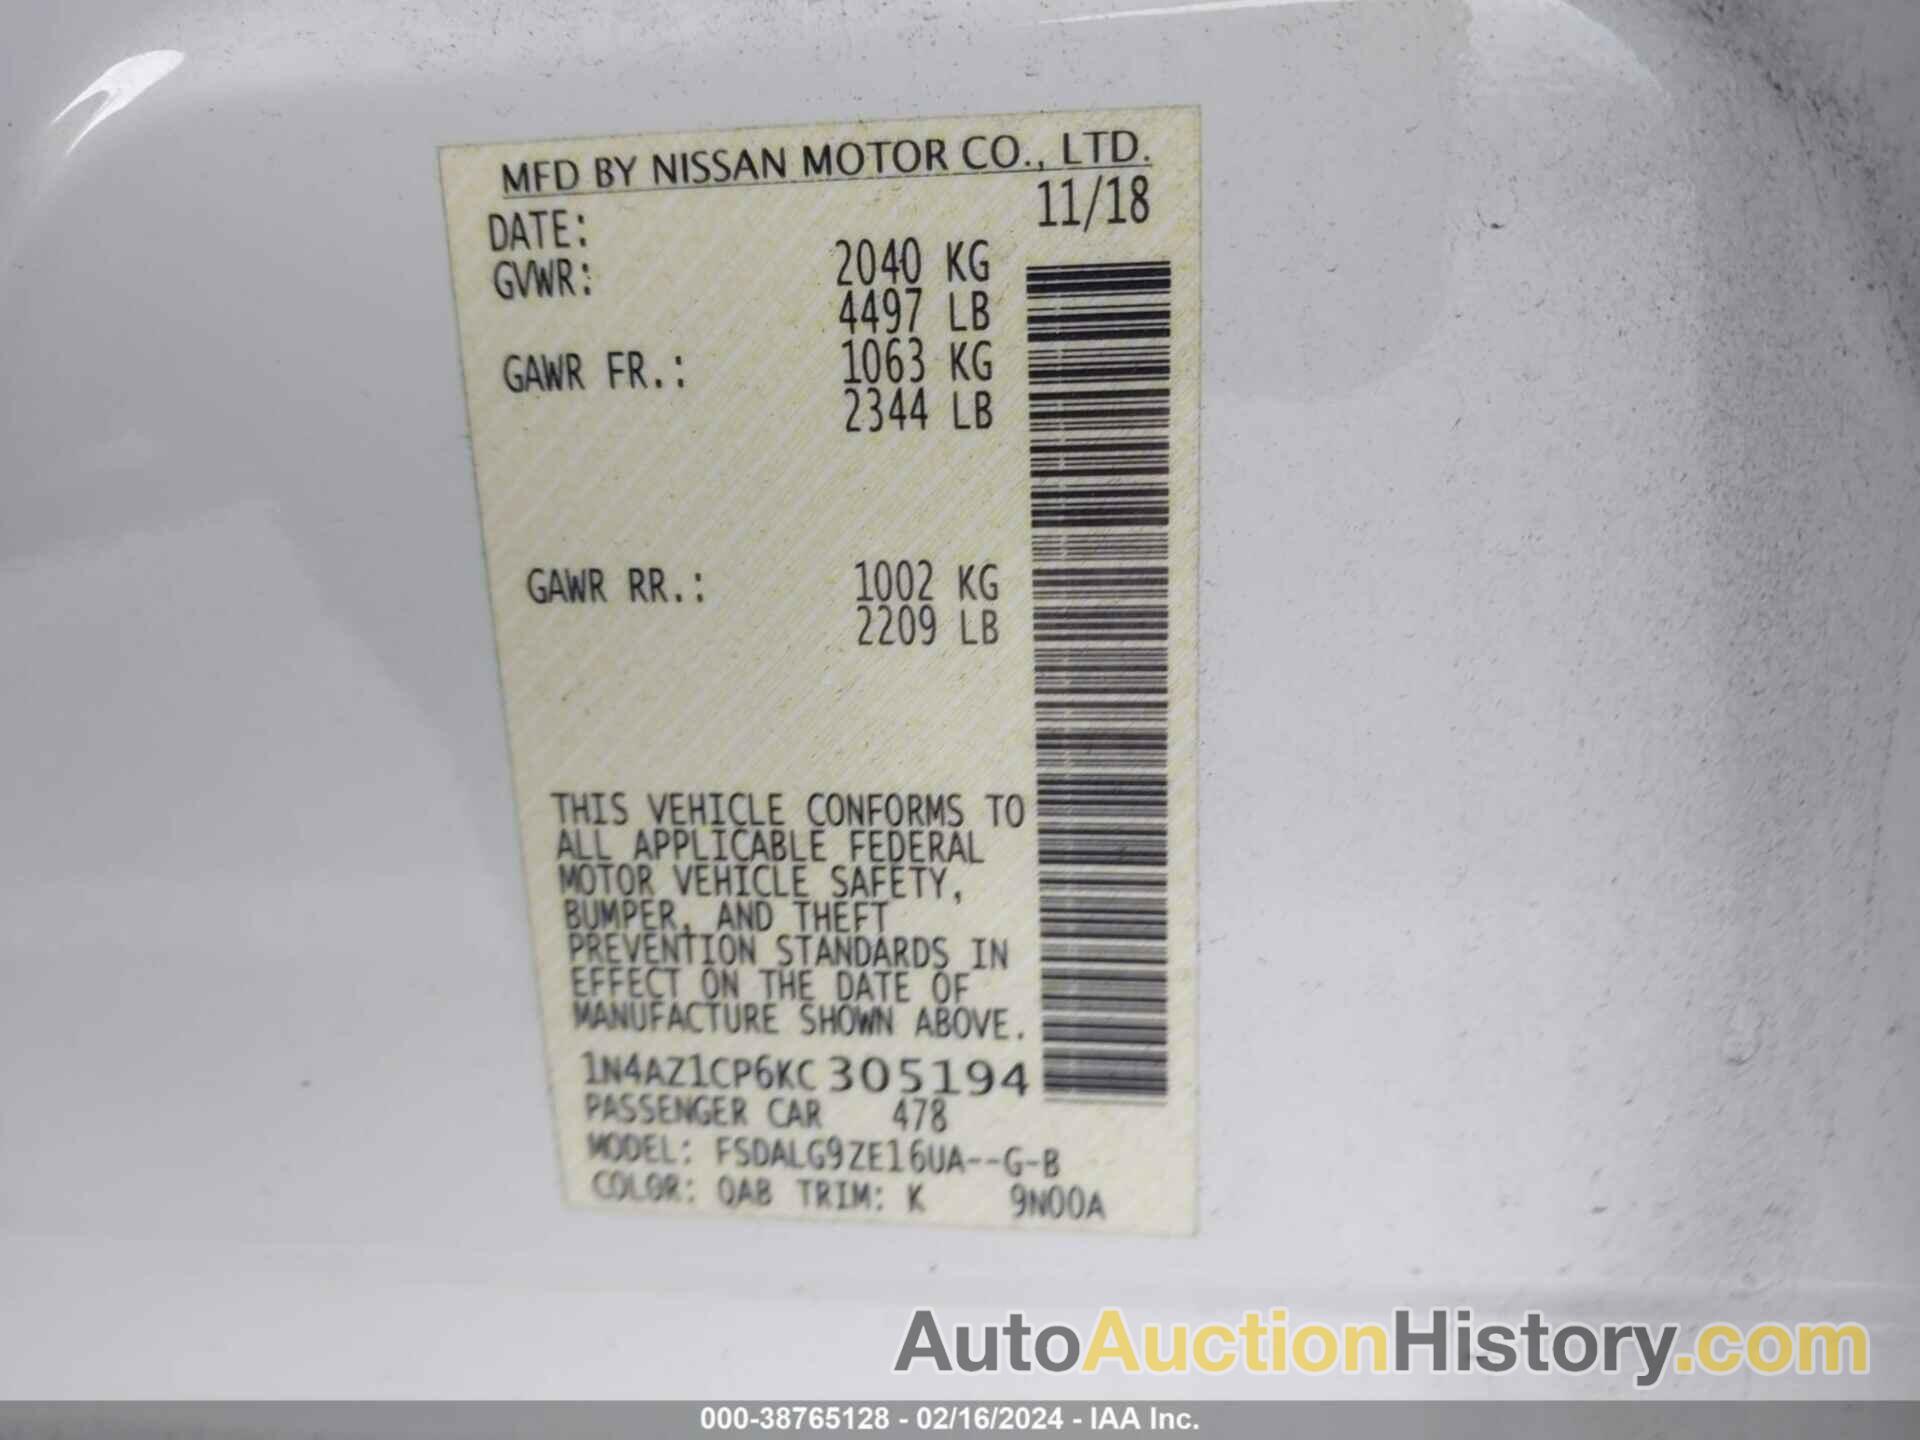 MFD BY NISSAN MOTOR CO., LTD.
DATE: 11/18
GVWR: 2040 KG
4497 LB
GAWR FR.: 1063 KG
2344 LB
GAWR RR.: 1002 KG
2209 LB
THIS VEHICLE CONFORMS TO
ALL APPLICABLE FEDERAL
MOTOR VEHICLE SAFETY,
BUMPER, AND THEFT
PREVENTION STANDARDS IN
EFFECT ON THE DATE OF
MANUFACTURE SHOWN ABOVE.
1N4AZ1CP6KC305194
PASSENGER CAR 478
MODEL: FSDALG9ZE16UA--G-B
COLOR: QAB TRIM: K 9N00A
AutoAuctionHistory.com
000-38765128 - 02/16/2024 - IAA Inc.